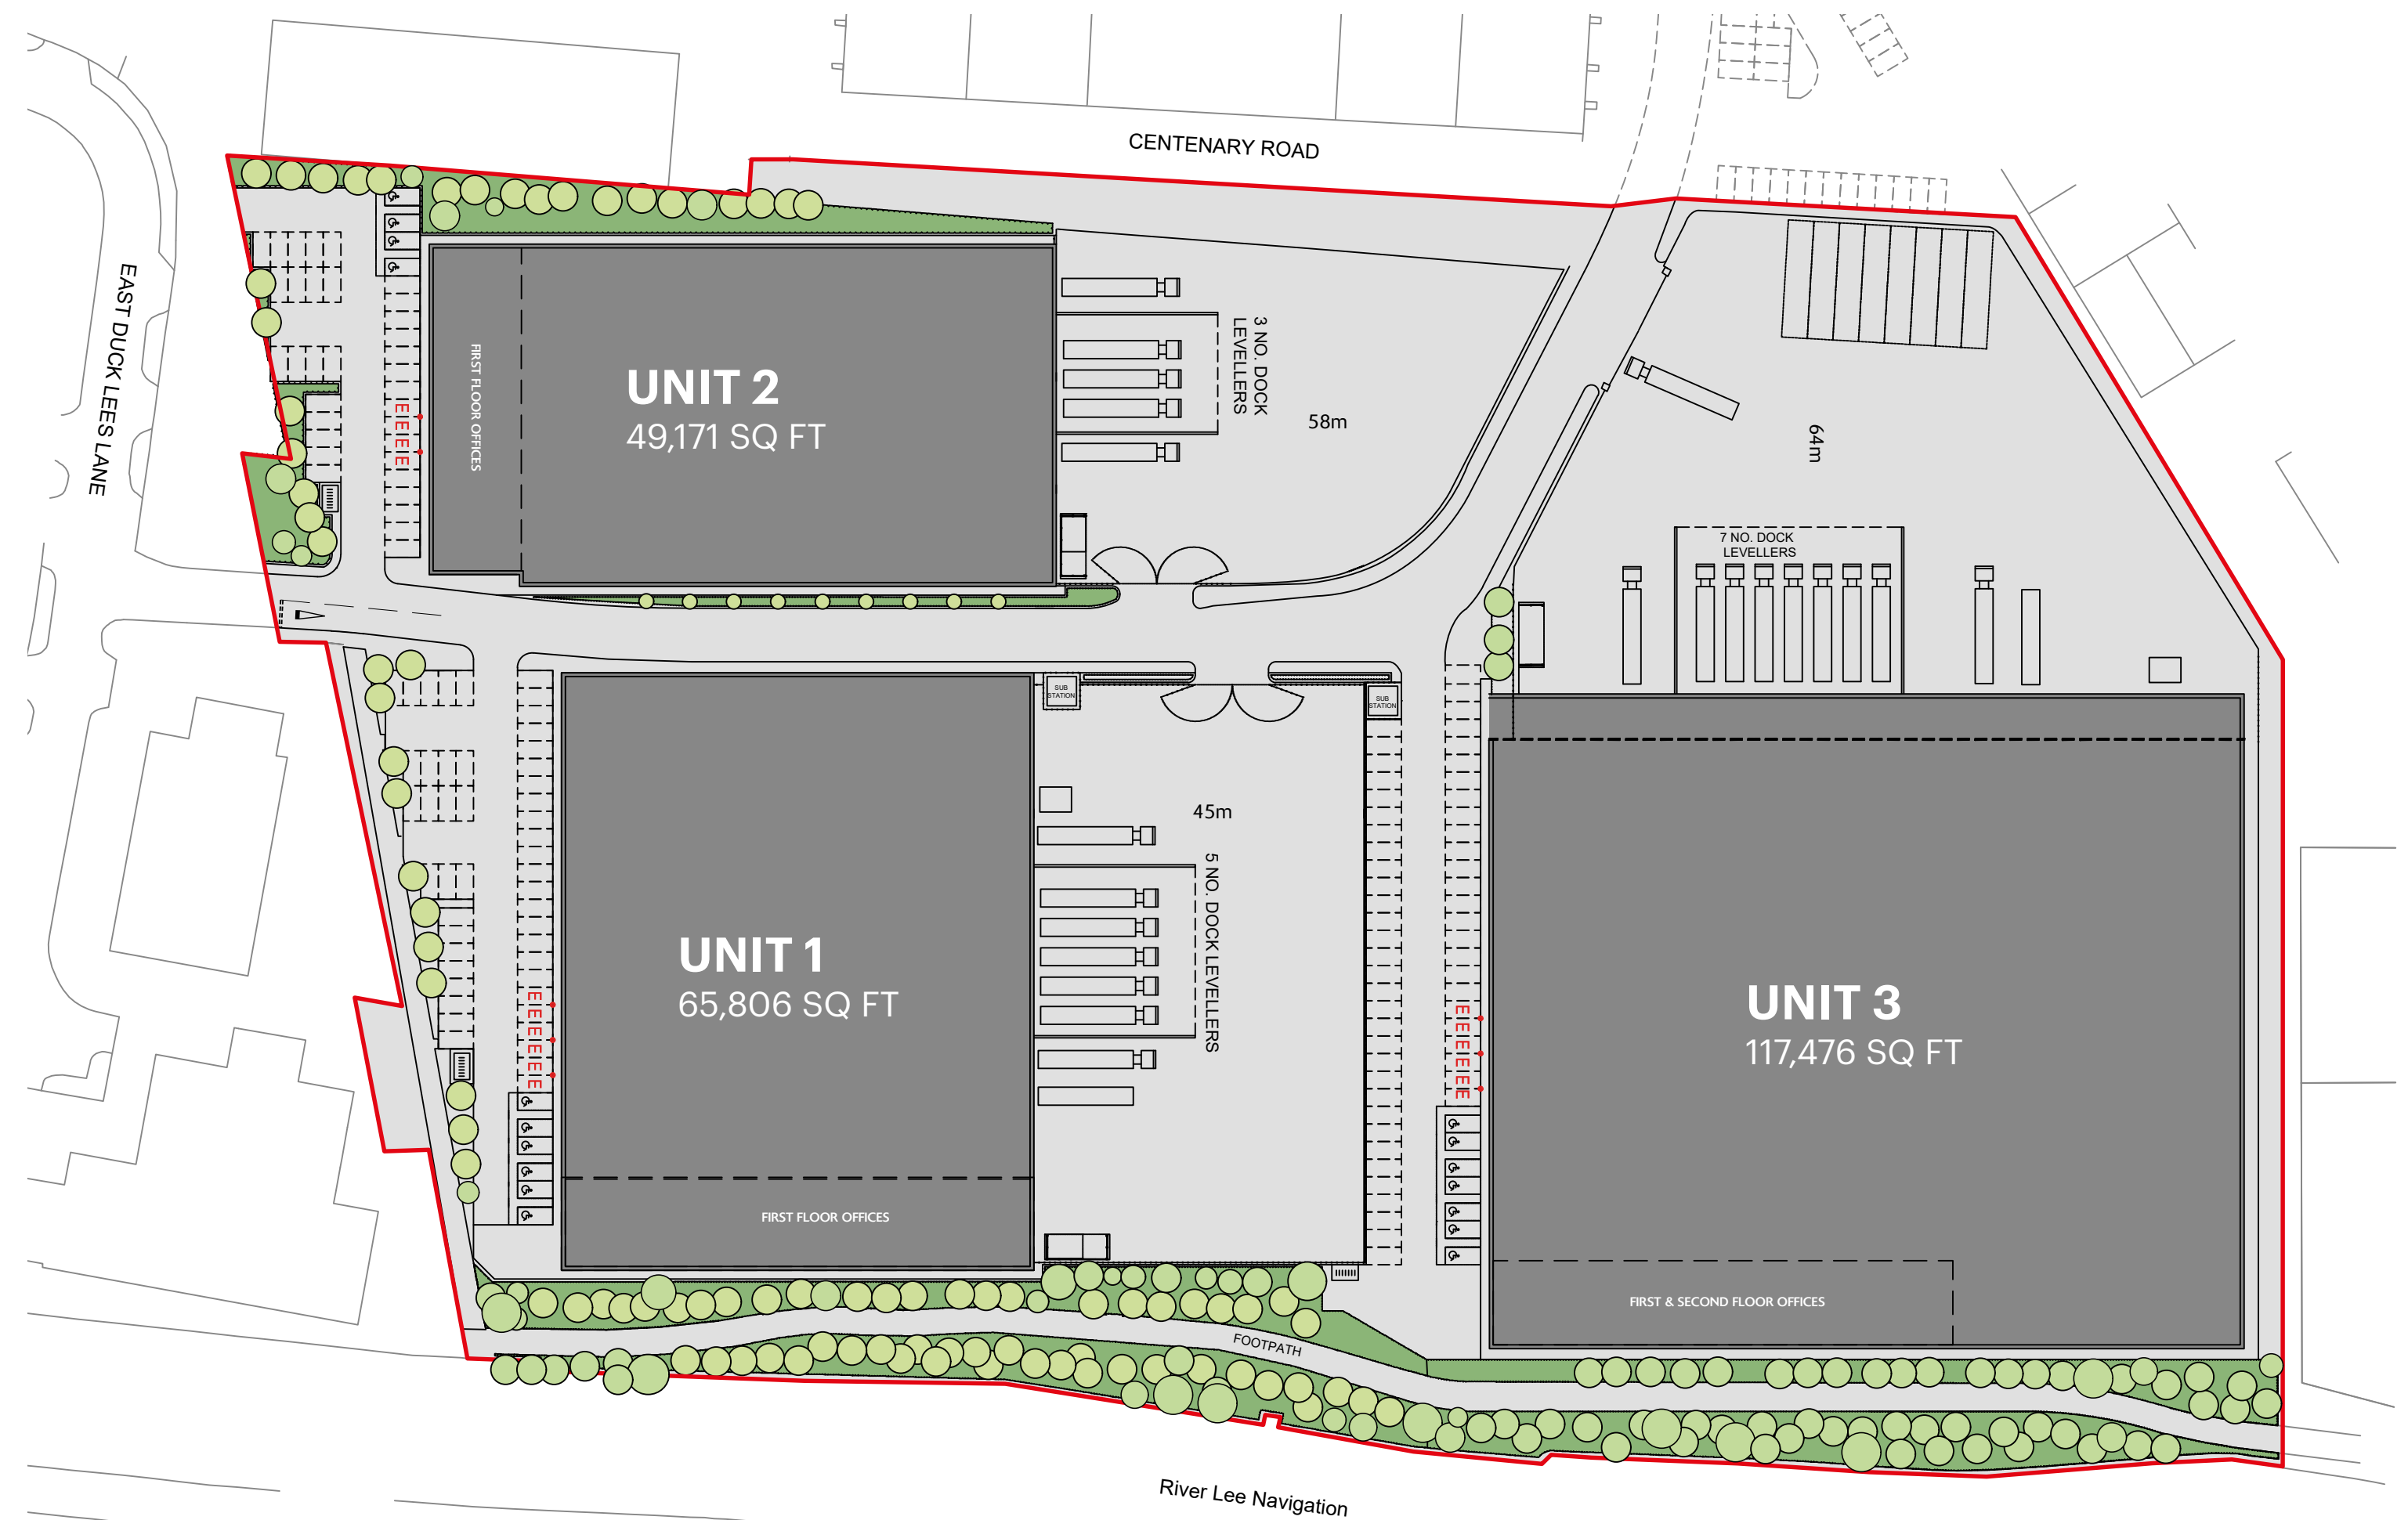 CENTENARY ROAD
EAST DUCK LEES LANE
FIRST FLOOR OFFICES
UNIT 2
49,171 SQ FT
3 NO. DOCK
LEVELLERS
58m
64m
7 NO. DOCK
LEVELLERS
E
E
E
E
SUB
STATION
SUB
STATION
45m
5 NO. DOCK LEVELLERS
UNIT 1
65,806 SQ FT
E
E
E
E
E
E
FIRST FLOOR OFFICES
UNIT 3
117,476 SQ FT
E
E
E
E
E
E
FIRST & SECOND FLOOR OFFICES
FOOTPATH
River Lee Navigation